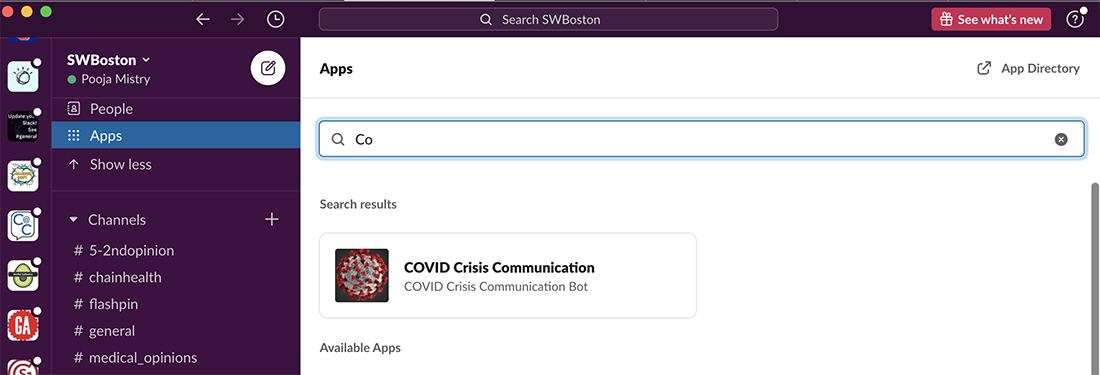 Search SWBoston
See what's new
SWBoston
Pooja Mistry
People
Apps
Show less
Channels
# 5-2ndopinion
# chainhealth
# flashpin
# general
# medical_opinions
Update you
Slack!
See
#general
C@C
GA
Apps
App Directory
Co
Search results
COVID Crisis Communication
COVID Crisis Communication Bot
Available Apps